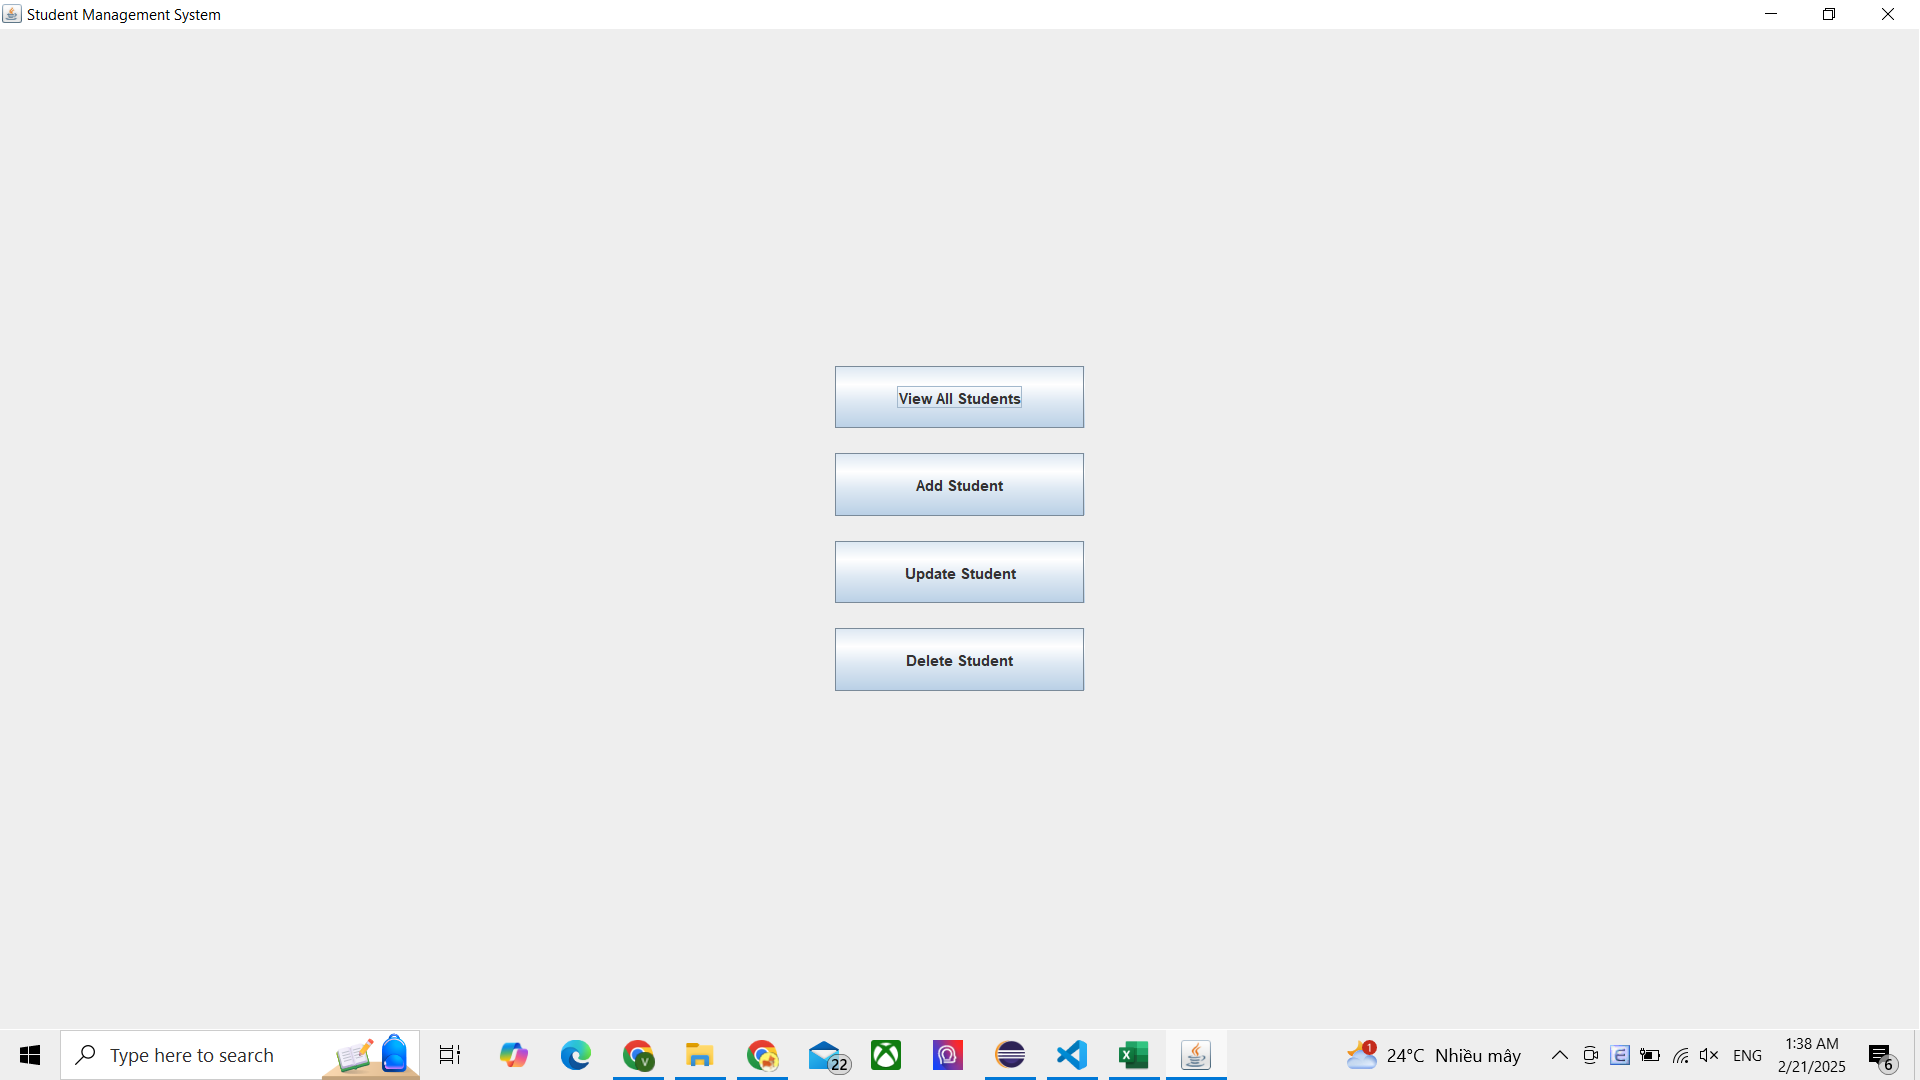 Student Management System
View All Students
Add Student
Update Student
Delete Student
Type here to search
V
22
1
24°C Nhiều mây
E
ENG
1:38 AM
2/21/2025
6